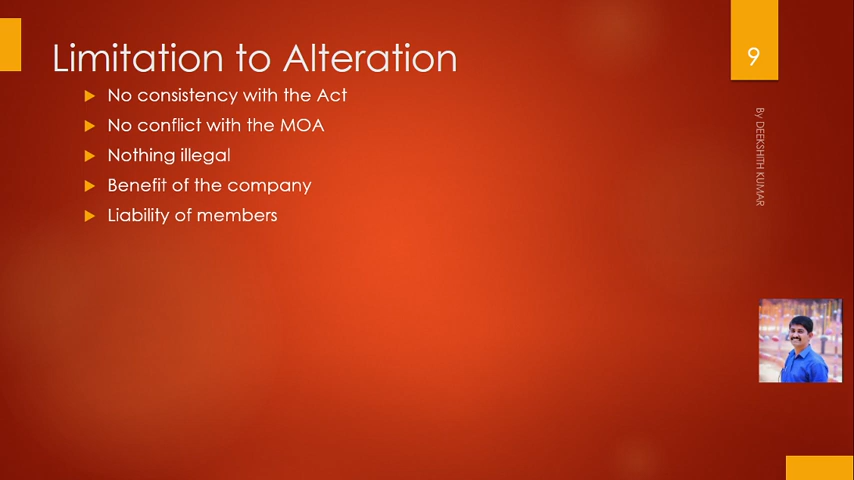 Limitation to Alteration
9
No consistency with the Act
No conflict with the MOA
Nothing illegal
Benefit of the company
Liability of members
By DEEKSHITH KUMAR